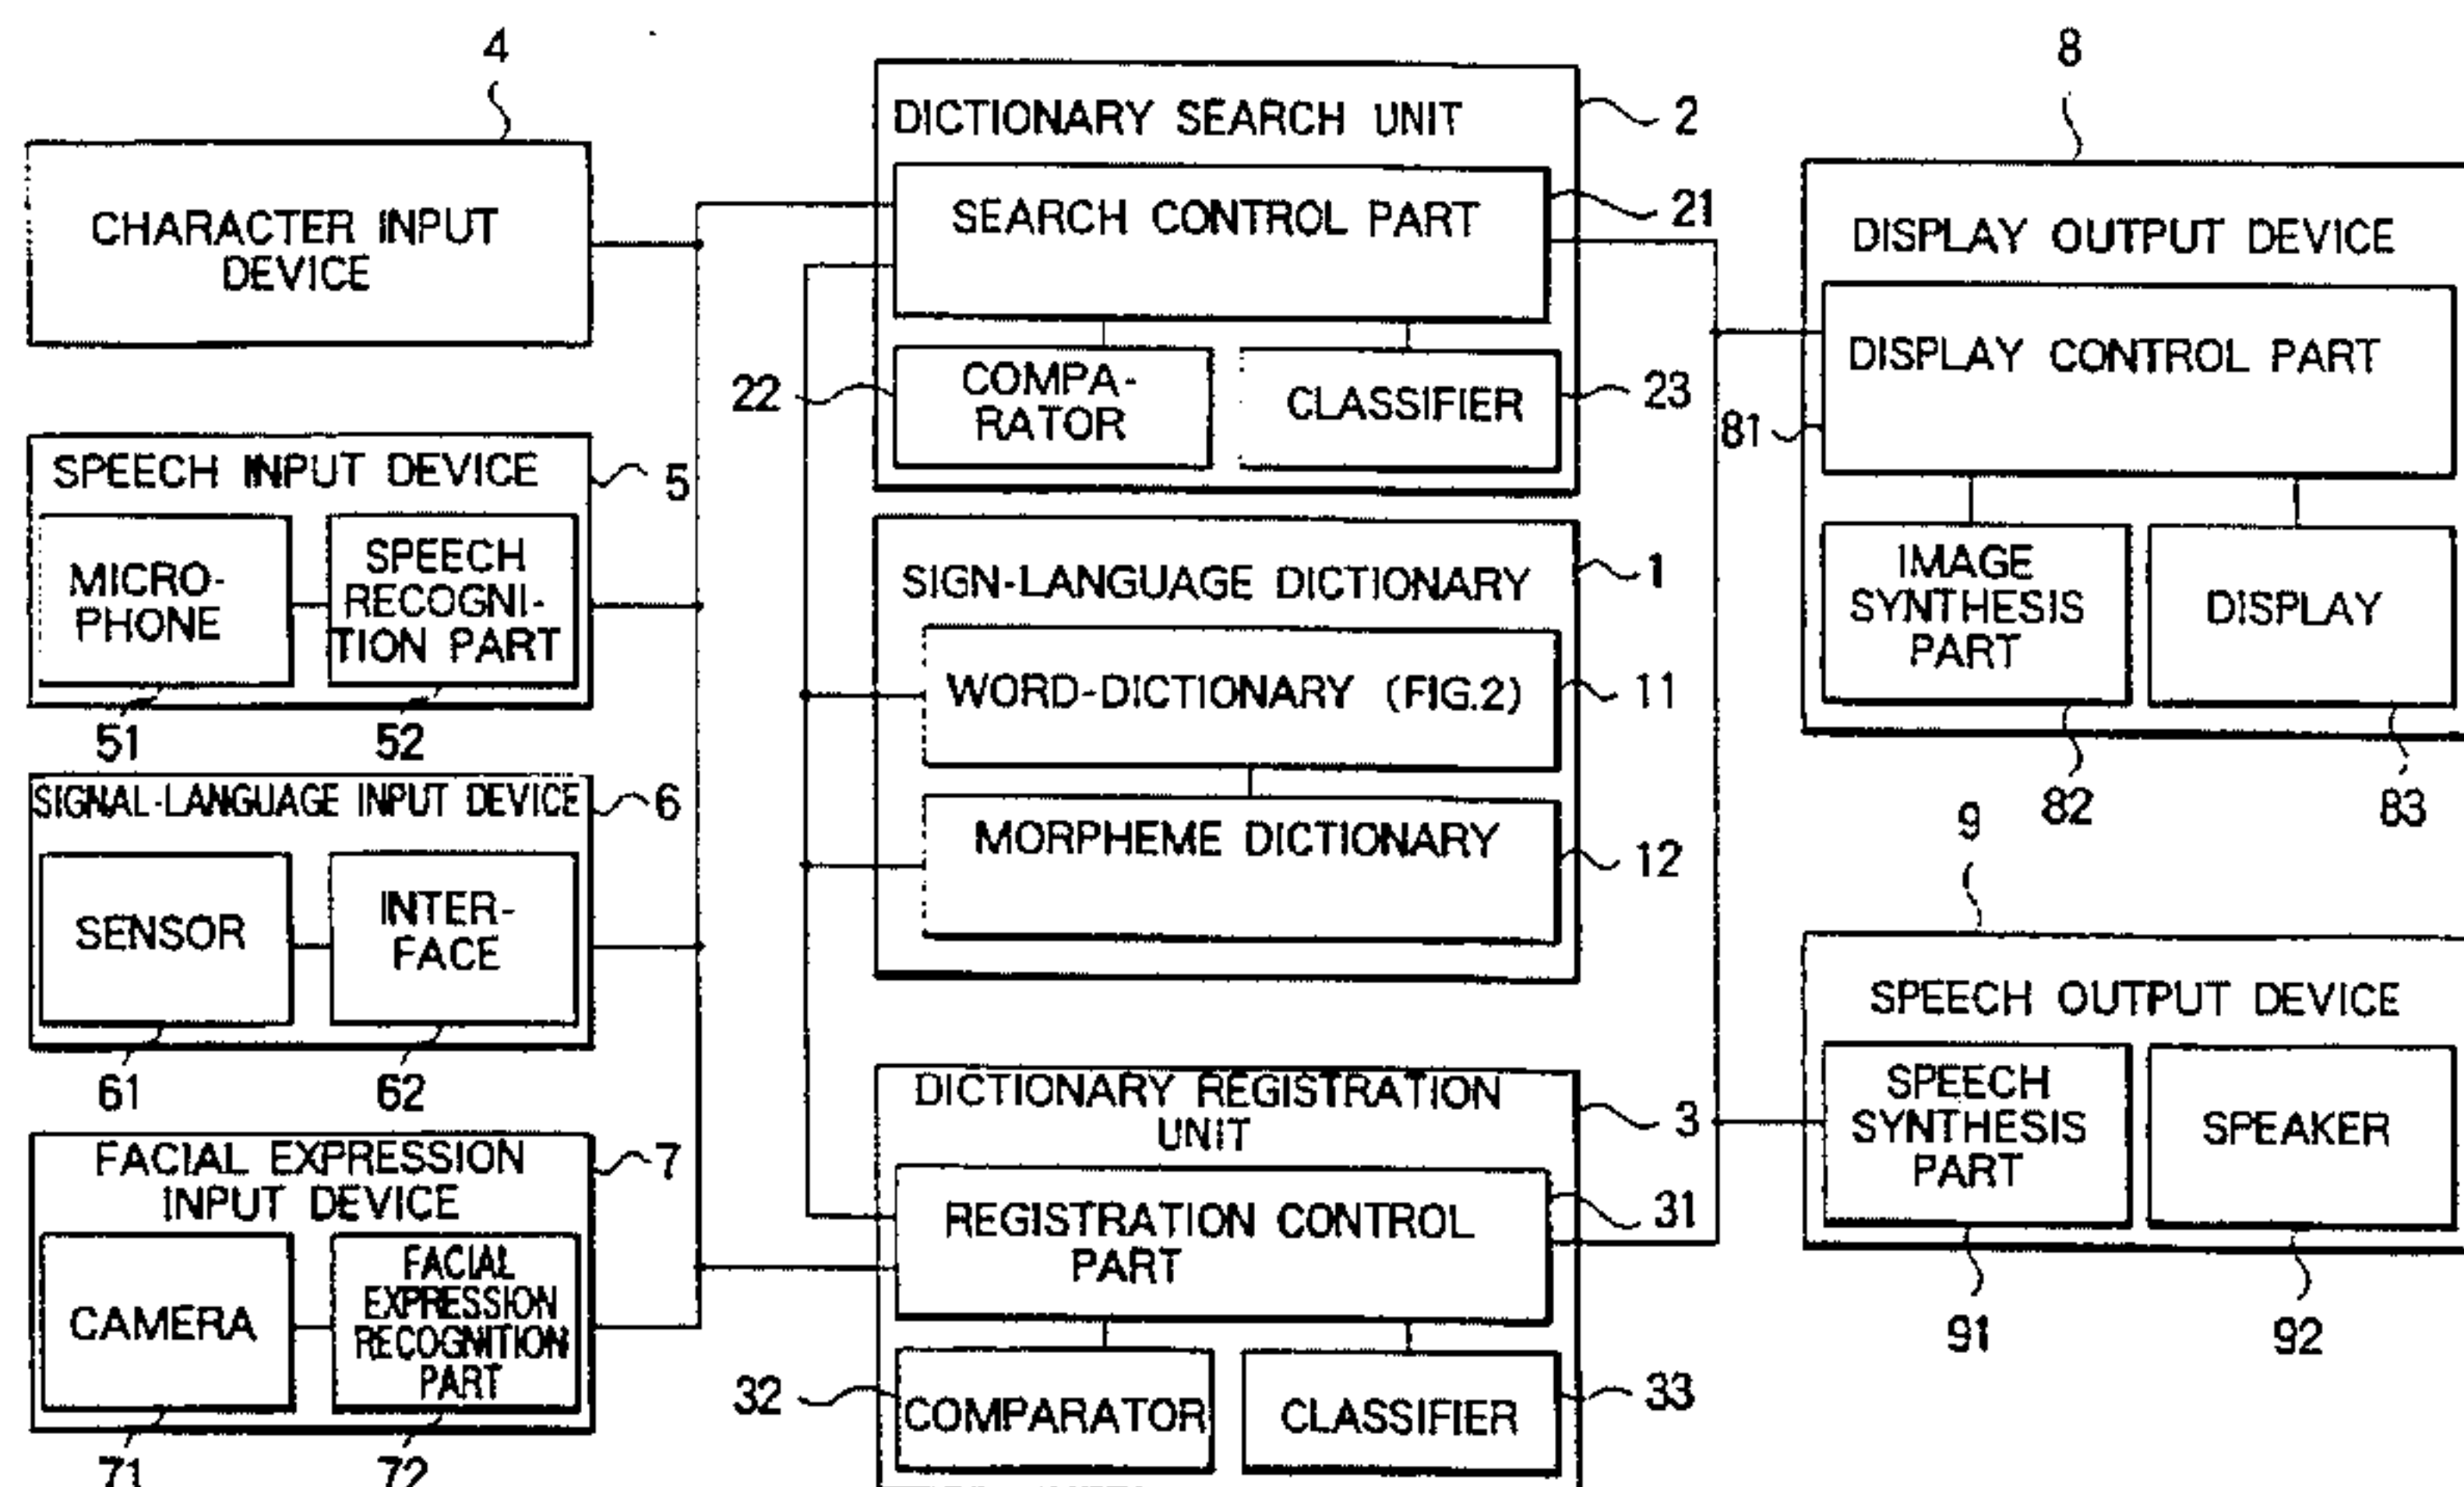 4
CHARACTER INPUT
DEVICE
SPEECH INPUT DEVICE
5
MICRO-
PHONE
SPEECH
RECOGNI-
TION PART
51
52
SIGNAL-LANGUAGE INPUT DEVICE
6
SENSOR
INTER-
FACE
61
62
FACIAL EXPRESSION
INPUT DEVICE
7
CAMERA
FACIAL
EXPRESSION
RECOGNITION
PART
71
72
DICTIONARY SEARCH UNIT
2
SEARCH CONTROL PART
21
22
COMPA-
RATOR
CLASSIFIER
23
SIGN-LANGUAGE DICTIONARY
1
WORD-DICTIONARY (FIG.2)
11
MORPHEME DICTIONARY
12
DICTIONARY REGISTRATION
UNIT
3
REGISTRATION CONTROL
PART
31
32
COMPARATOR
CLASSIFIER
33
8
DISPLAY OUTPUT DEVICE
DISPLAY CONTROL PART
81
IMAGE
SYNTHESIS
PART
DISPLAY
82
83
9
SPEECH OUTPUT DEVICE
SPEECH
SYNTHESIS
PART
SPEAKER
91
92